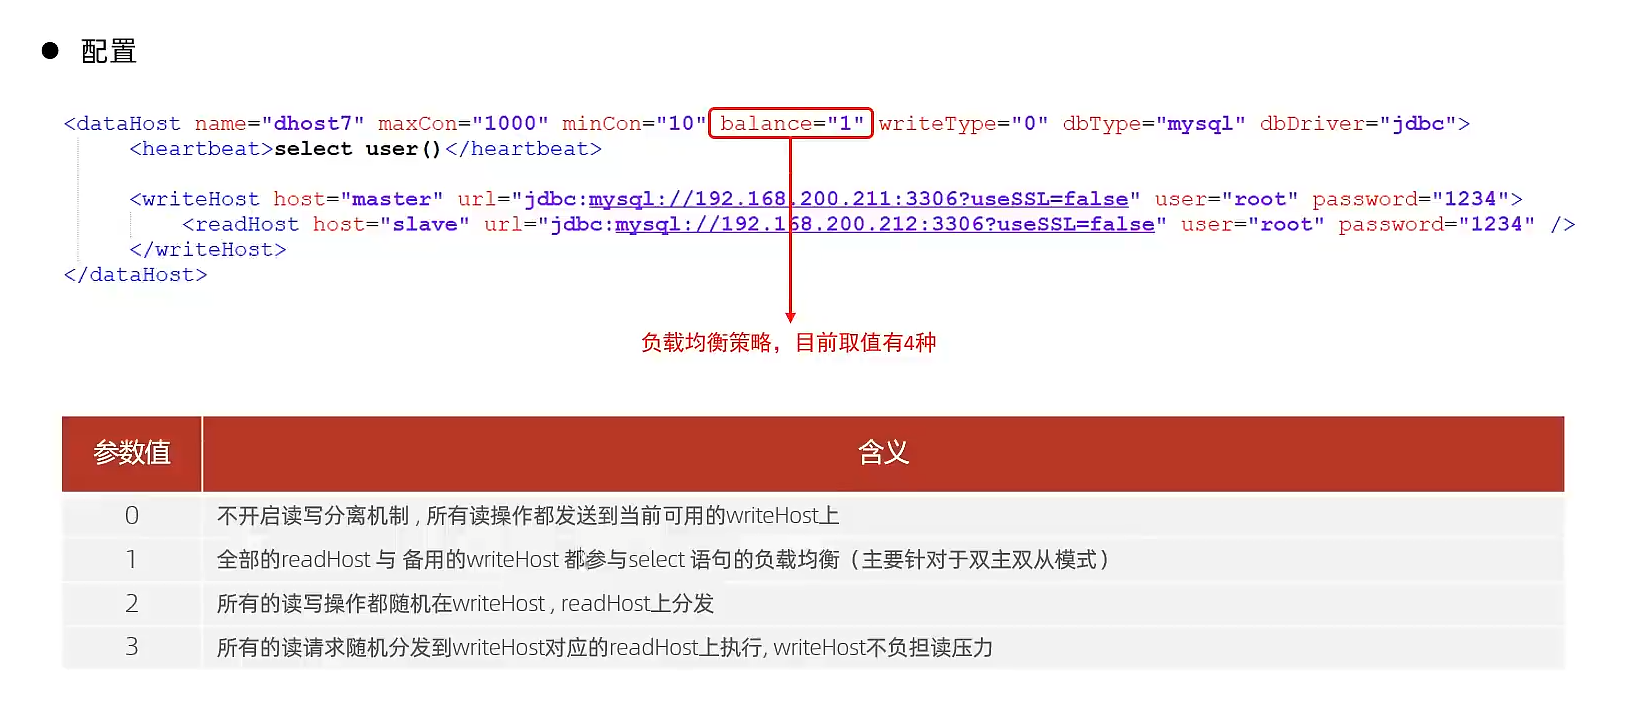 ● 配置
<dataHost name="dhost7" maxCon="1000" minCon="10" balance="1" writeType="0" dbType="mysql" dbDriver="jdbc">
<heartbeat>select user()</heartbeat>
<writeHost host="master" url="jdbc:mysql://192.168.200.211:3306?useSSL=false" user="root" password="1234">
<readHost host="slave" url="jdbc:mysql://192.168.200.212:3306?useSSL=false" user="root" password="1234" />
</writeHost>
</dataHost>
负载均衡策略，目前取值有4种
参数值 含义
0 不开启读写分离机制 , 所有读操作都发送到当前可用的writeHost上
1 全部的readHost 与 备用的writeHost 都参与select 语句的负载均衡（主要针对于双主双从模式）
2 所有的读写操作都随机在writeHost , readHost上分发
3 所有的读请求随机分发到writeHost对应的readHost上执行, writeHost不负担读压力